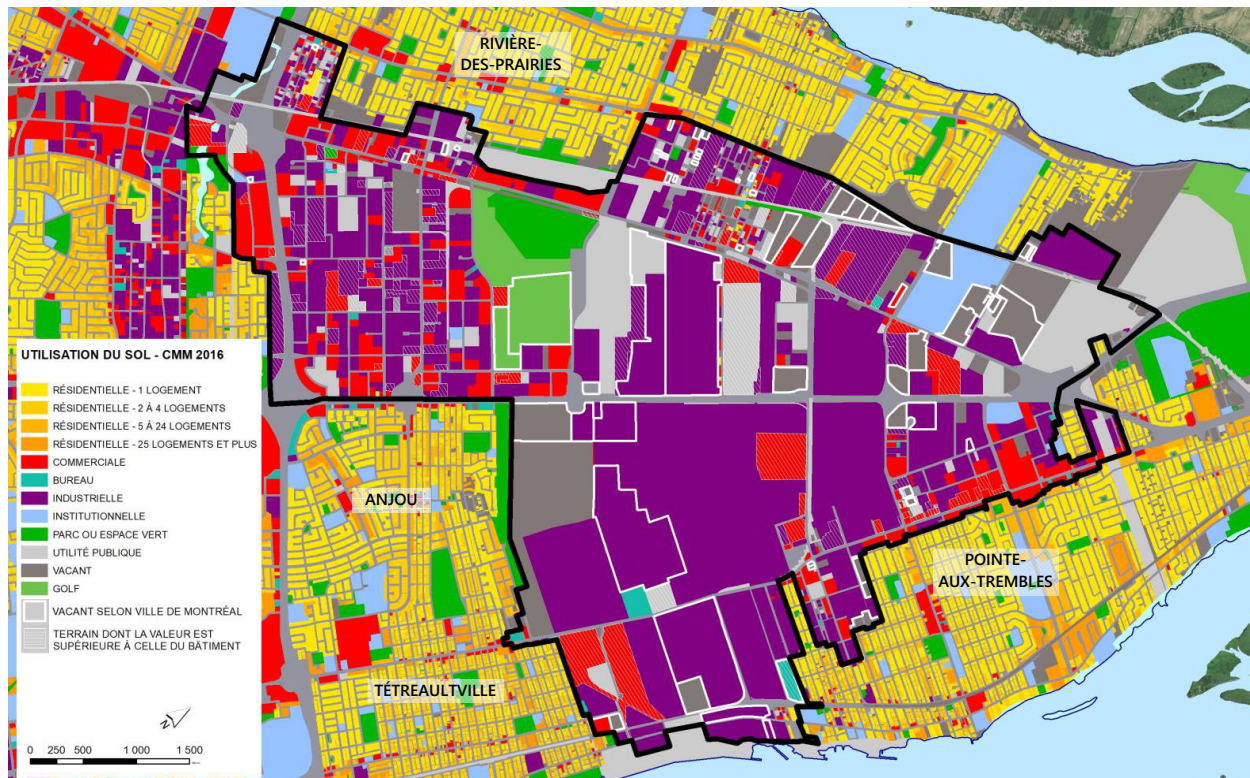 RIVIÈRE-
DES-PRAIRIES
UTILISATION DU SOL - CMM 2016
RÉSIDENTIELLE - 1 LOGEMENT
RÉSIDENTIELLE - 2 À 4 LOGEMENTS
RÉSIDENTIELLE - 5 À 24 LOGEMENTS
RÉSIDENTIELLE - 25 LOGEMENTS ET PLUS
COMMERCIALE
BUREAU
INDUSTRIELLE
INSTITUTIONNELLE
PARC OU ESPACE VERT
UTILITÉ PUBLIQUE
VACANT
GOLF
VACANT SELON VILLE DE MONTRÉAL
TERRAIN DONT LA VALEUR EST
SUPÉRIEURE À CELLE DU BÂTIMENT
N
0 250 500 1 000 1 500
ANJOU
POINTE-
AUX-TREMBLES
TÉTREAULTVILLE